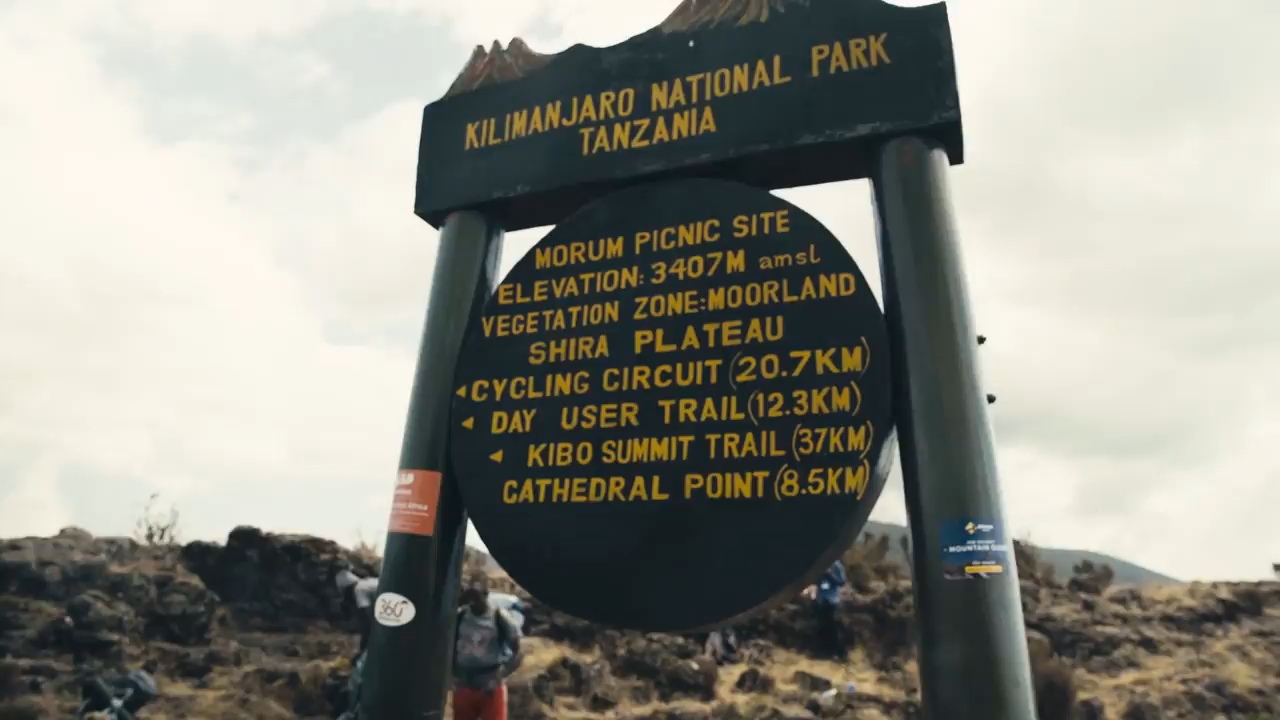 KILIMANJARO NATIONAL PARK
TANZANIA
MORUM PICNIC SITE
ELEVATION: 3407M amsl
VEGETATION ZONE:MOORLAND
SHIRA PLATEAU
◄CYCLING CIRCUIT (20.7KM)
◄ DAY USER TRAIL(12.3KM)
◄ KIBO SUMMIT TRAIL (37KM)
CATHEDRAL POINT (8.5KM)
360°
MOUNTAIN